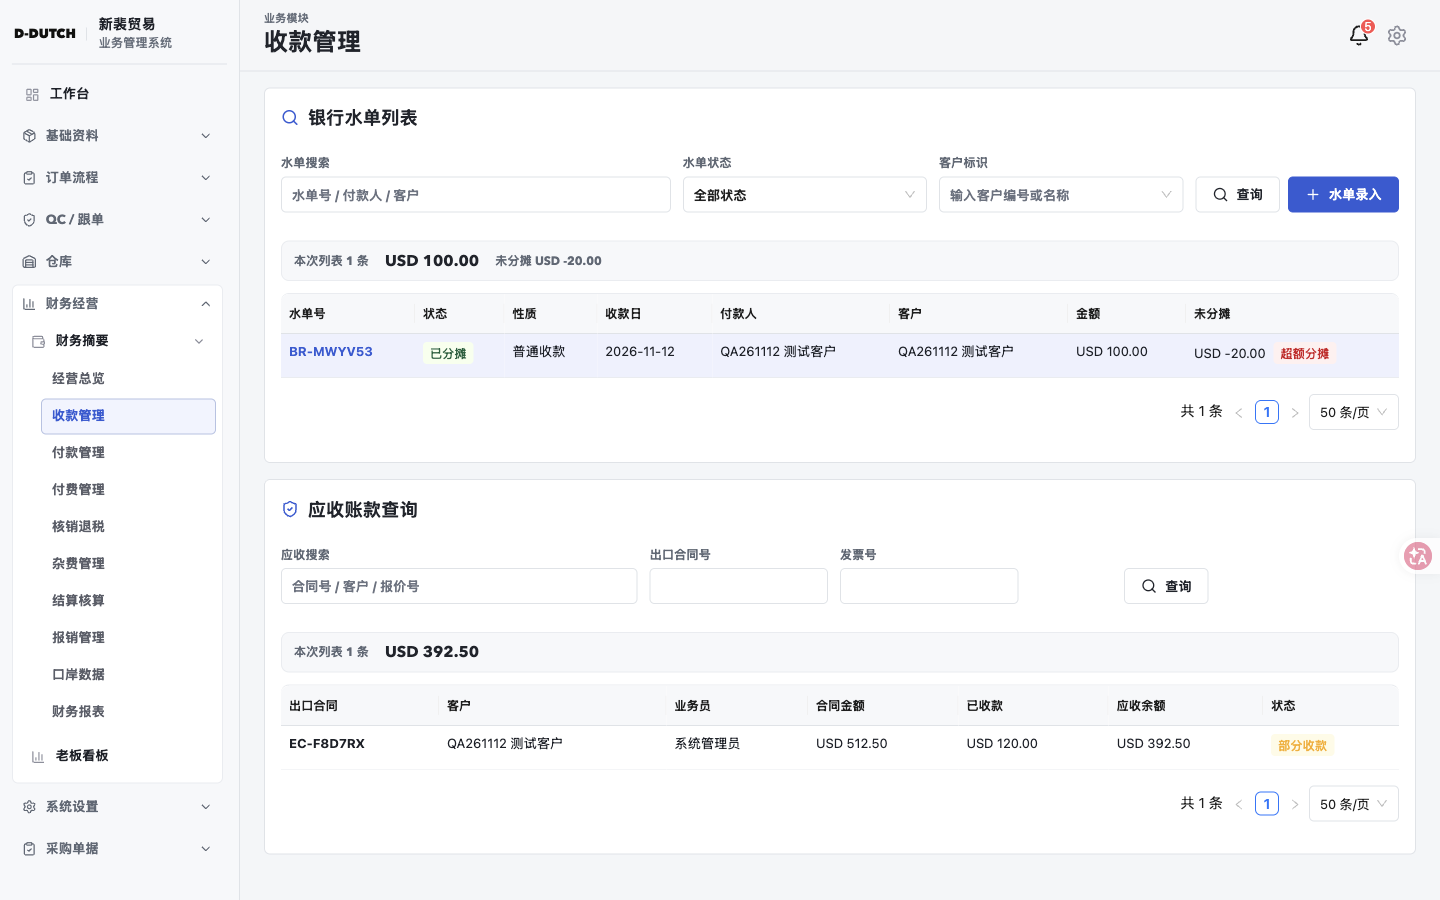 D-DUTCH
新裴贸易
业务管理系统
工作台
基础资料
订单流程
QC / 跟单
仓库
财务经营
财务摘要
经营总览
收款管理
付款管理
付费管理
核销退税
杂费管理
结算核算
报销管理
口岸数据
财务报表
老板看板
系统设置
采购单据
业务模块
收款管理
5
银行水单列表
水单搜索
水单状态
客户标识
水单号 / 付款人 / 客户
全部状态
输入客户编号或名称
查询
水单录入
本次列表 1 条 USD 100.00 未分摊 USD -20.00
水单号 状态 性质 收款日 付款人 客户 金额 未分摊
BR-MWYV53 已分摊 普通收款 2026-11-12 QA261112 测试客户 QA261112 测试客户 USD 100.00 USD -20.00 超额分摊
共 1 条 1 50 条/页
应收账款查询
应收搜索
出口合同号
发票号
合同号 / 客户 / 报价号
查询
本次列表 1 条 USD 392.50
出口合同 客户 业务员 合同金额 已收款 应收余额 状态
EC-F8D7RX QA261112 测试客户 系统管理员 USD 512.50 USD 120.00 USD 392.50 部分收款
共 1 条 1 50 条/页